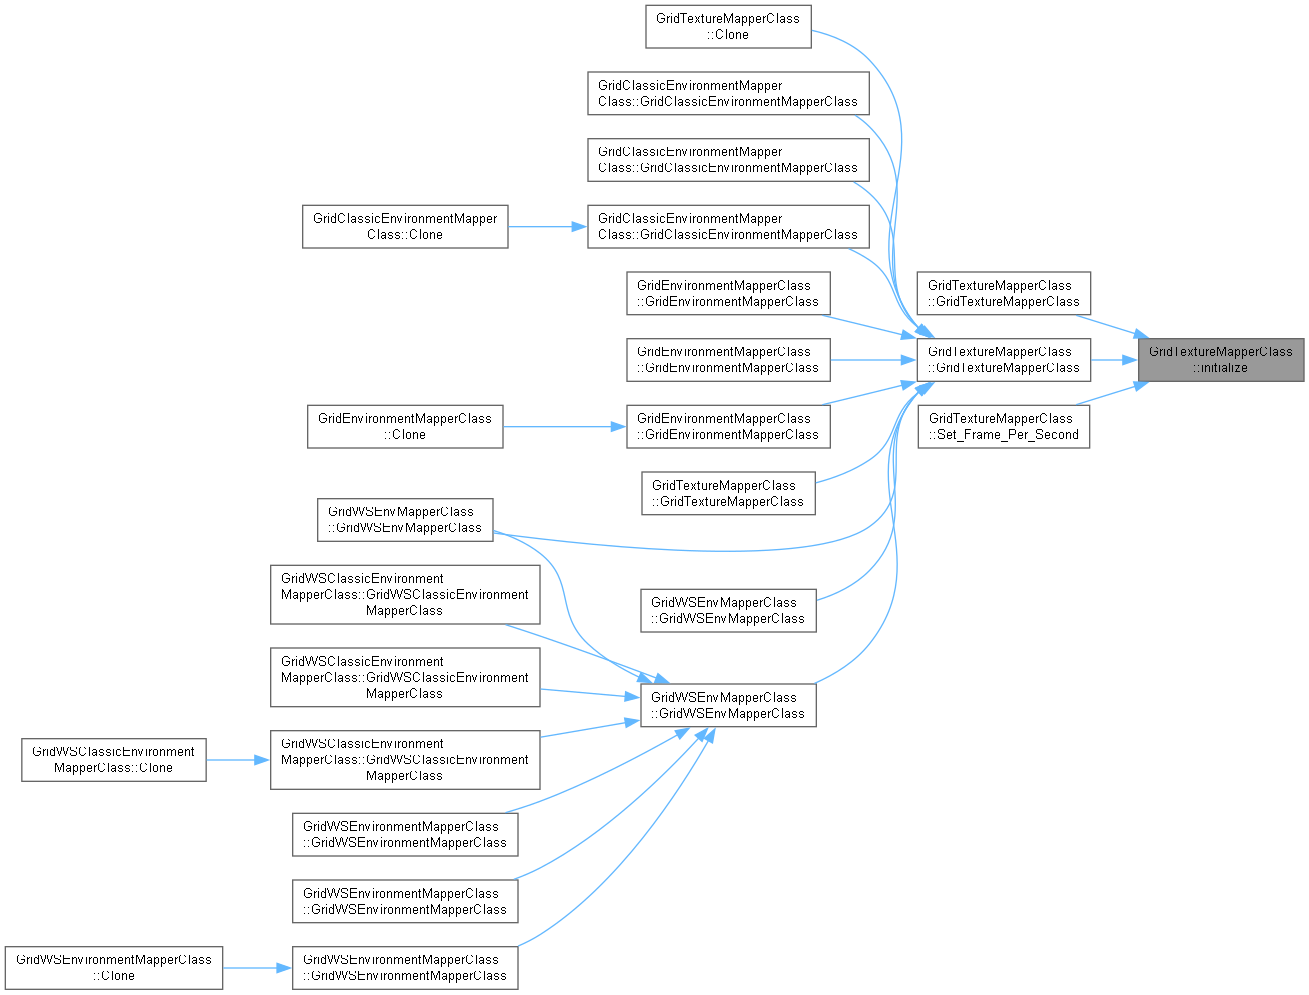 GridTextureMapperClass
::Clone
GridClassicEnvironmentMapper
Class::GridClassicEnvironmentMapperClass
GridClassicEnvironmentMapper
Class::GridClassicEnvironmentMapperClass
GridClassicEnvironmentMapper
Class::Clone
GridClassicEnvironmentMapper
Class::GridClassicEnvironmentMapperClass
GridEnvironmentMapperClass
::GridEnvironmentMapperClass
GridTextureMapperClass
::GridTextureMapperClass
GridEnvironmentMapperClass
::GridEnvironmentMapperClass
GridTextureMapperClass
::GridTextureMapperClass
GridTextureMapperClass
::initialize
GridEnvironmentMapperClass
::Clone
GridEnvironmentMapperClass
::GridEnvironmentMapperClass
GridTextureMapperClass
::Set_Frame_Per_Second
GridTextureMapperClass
::GridTextureMapperClass
GridWSEnvMapperClass
::GridWSEnvMapperClass
GridWSClassicEnvironment
MapperClass::GridWSClassicEnvironment
MapperClass
GridWSEnvMapperClass
::GridWSEnvMapperClass
GridWSClassicEnvironment
MapperClass::GridWSClassicEnvironment
MapperClass
GridWSEnvMapperClass
::GridWSEnvMapperClass
GridWSClassicEnvironment
MapperClass::Clone
GridWSClassicEnvironment
MapperClass::GridWSClassicEnvironment
MapperClass
GridWSEnvironmentMapperClass
::GridWSEnvironmentMapperClass
GridWSEnvironmentMapperClass
::GridWSEnvironmentMapperClass
GridWSEnvironmentMapperClass
::Clone
GridWSEnvironmentMapperClass
::GridWSEnvironmentMapperClass